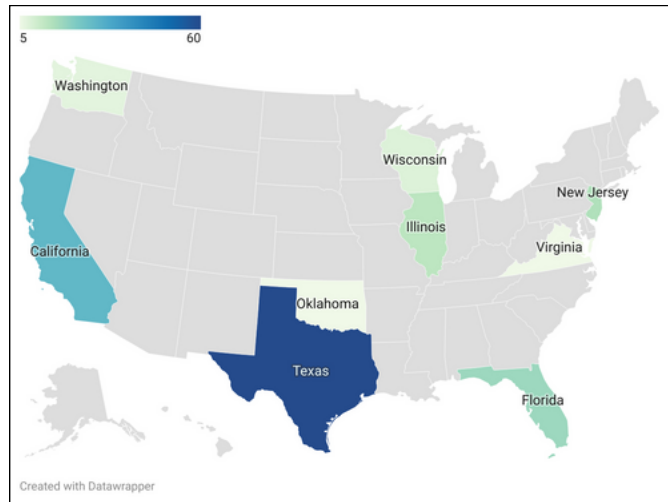 5 60
Washington
Wisconsin
New Jersey
Illinois
California
Virginia
Oklahoma
Texas
Florida
Created with Datawrapper